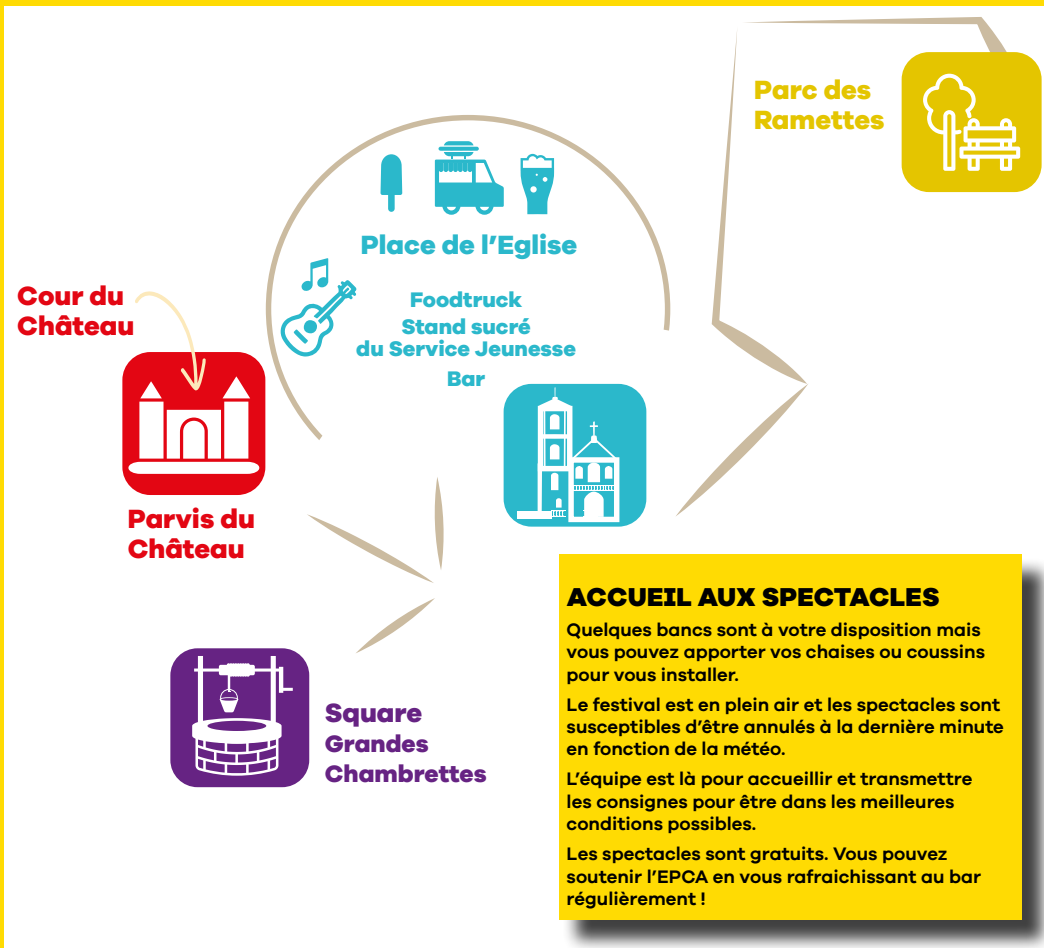 Parc des
Ramettes
Place de l'Eglise
Foodtruck
Stand sucré
du Service Jeunesse
Bar
Cour du
Château
Parvis du
Château
Square
Grandes
Chambrettes
ACCUEIL AUX SPECTACLES
Quelques bancs sont à votre disposition mais
vous pouvez apporter vos chaises ou coussins
pour vous installer.
Le festival est en plein air et les spectacles sont
susceptibles d'être annulés à la dernière minute
en fonction de la météo.
L'équipe est là pour accueillir et transmettre
les consignes pour être dans les meilleures
conditions possibles.
Les spectacles sont gratuits. Vous pouvez
soutenir l'EPCA en vous rafraichissant au bar
régulièrement !